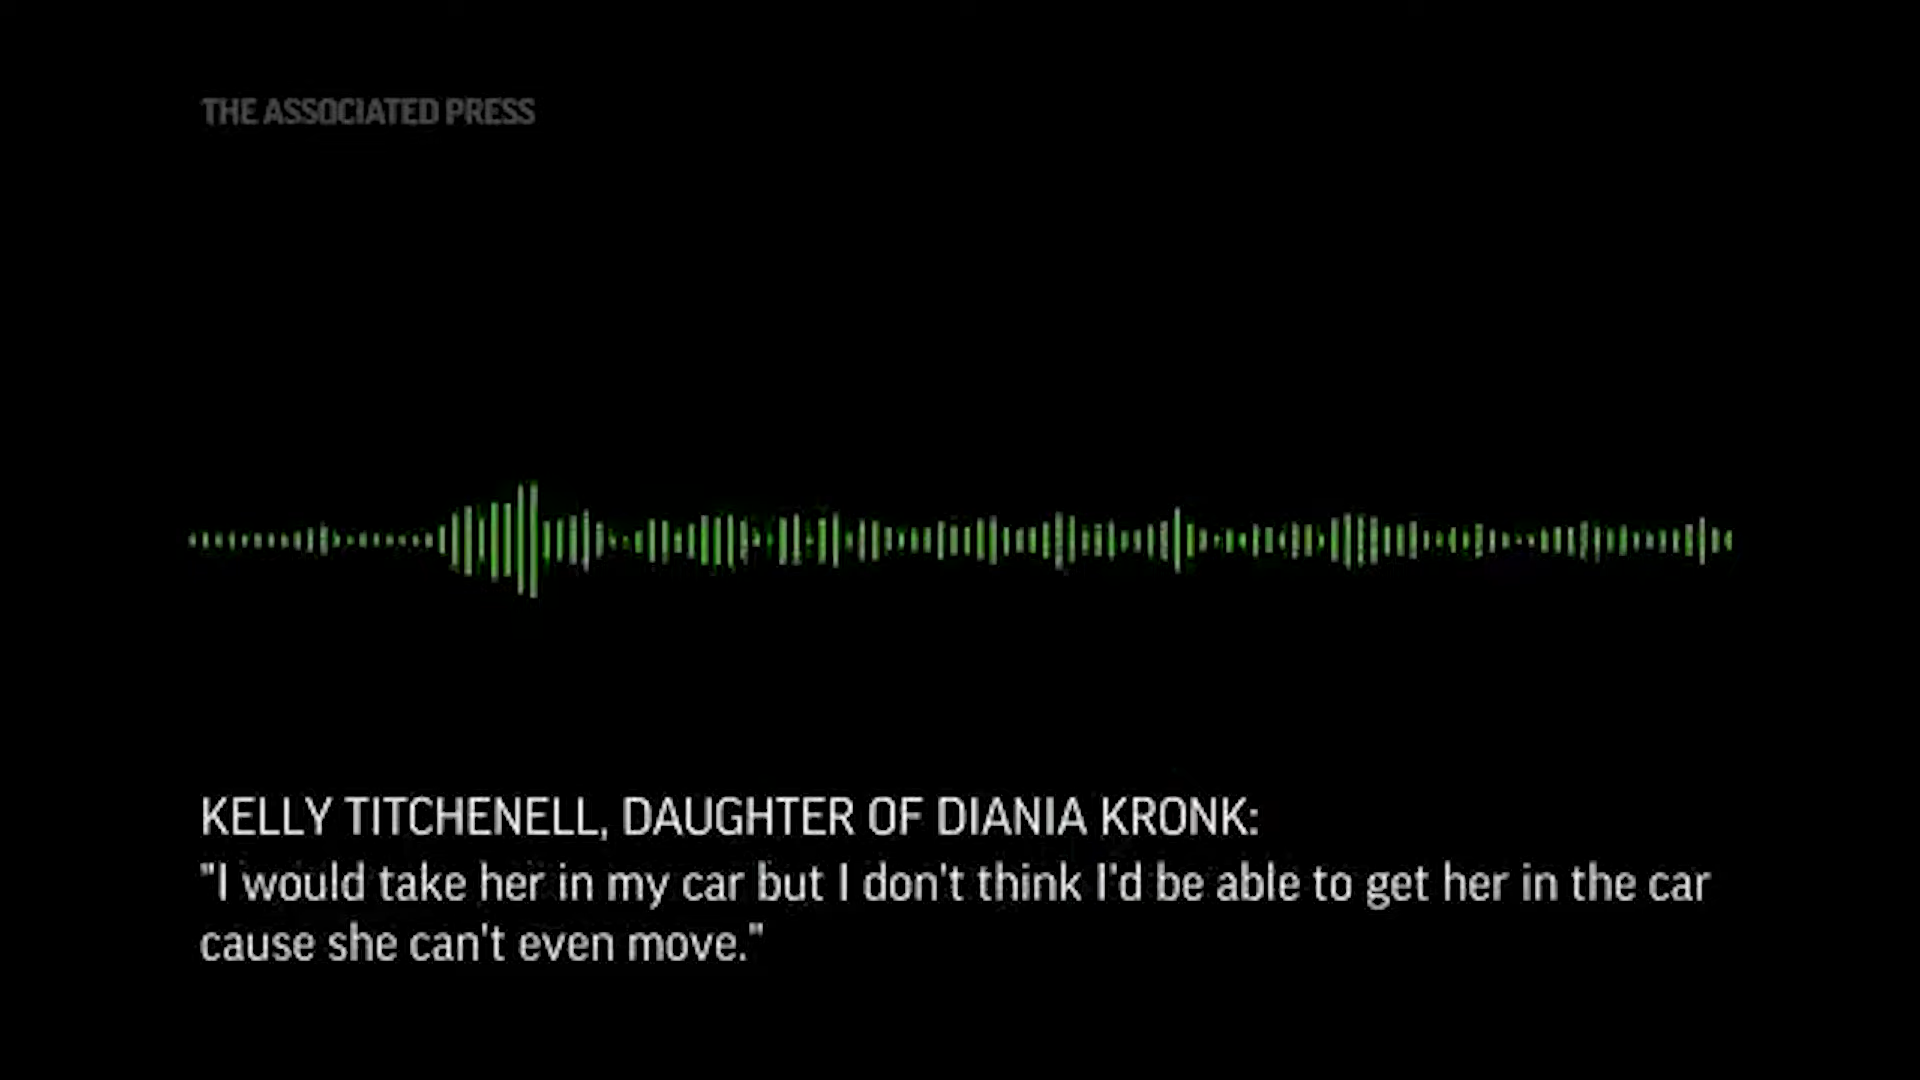 THE ASSOCIATED PRESS
KELLY TITCHENELL, DAUGHTER OF DIANIA KRONK:
"I would take her in my car but I don't think I'd be able to get her in the car
cause she can't even move."